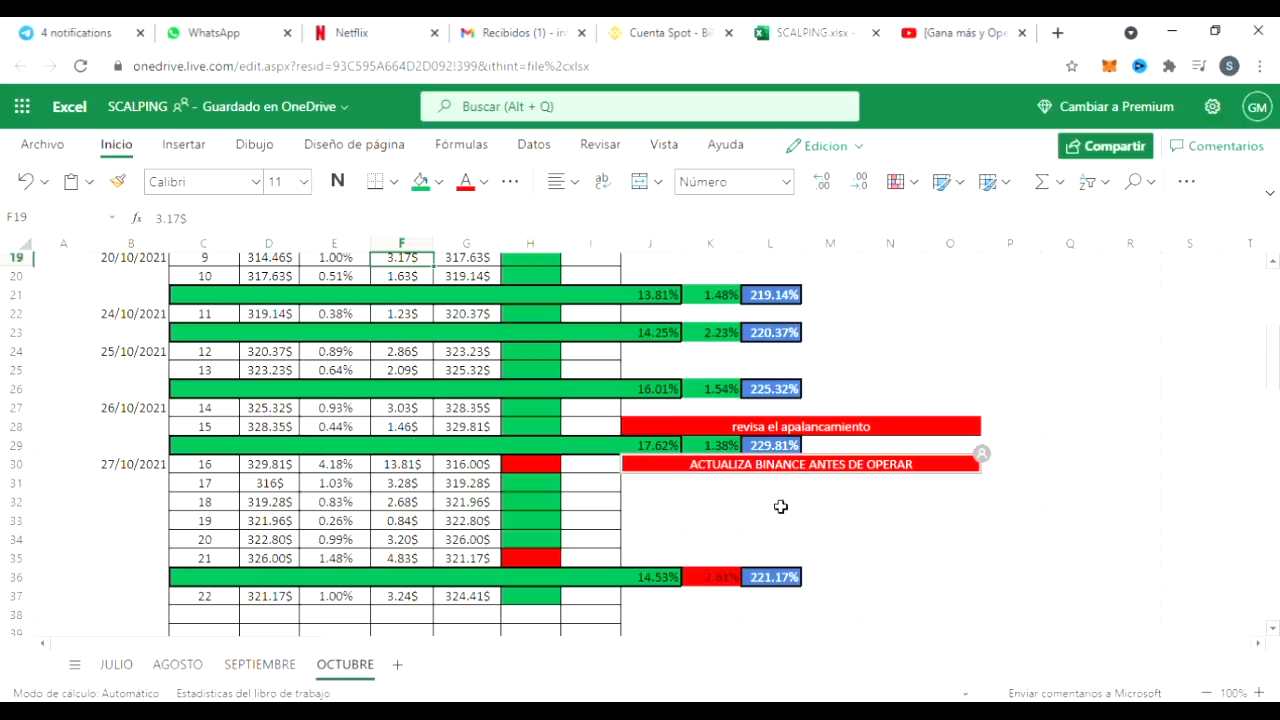 4 notifications WhatsApp Netflix Recibidos (1) - in Cuenta Spot - Bi SCALPING.xlsx - [Gana más y Ope
onedrive.live.com/edit.aspx?resid=93C595A664D2D092!399&ithint=file%2cxlsx S
Excel SCALPING - Guardado en OneDrive Buscar (Alt + Q) Cambiar a Premium GM
Archivo Inicio Insertar Dibujo Diseño de página Fórmulas Datos Revisar Vista Ayuda Edicion Compartir Comentarios
Calibri 11 N A Número
F19 fx 3.17$
A B C D E F G H I J K L M N O P Q R S T
19 20/10/2021 9 314.46$ 1.00% 3.17$ 317.63$
20 10 317.63$ 0.51% 1.63$ 319.14$
21 13.81% 1.48% 219.14%
22 24/10/2021 11 319.14$ 0.38% 1.23$ 320.37$
23 14.25% 2.23% 220.37%
24 25/10/2021 12 320.37$ 0.89% 2.86$ 323.23$
25 13 323.23$ 0.64% 2.09$ 325.32$
26 16.01% 1.54% 225.32%
27 26/10/2021 14 325.32$ 0.93% 3.03$ 328.35$
28 15 328.35$ 0.44% 1.46$ 329.81$ revisa el apalancamiento
29 17.62% 1.38% 229.81%
30 27/10/2021 16 329.81$ 4.18% 13.81$ 316.00$ ACTUALIZA BINANCE ANTES DE OPERAR
31 17 316$ 1.03% 3.28$ 319.28$
32 18 319.28$ 0.83% 2.68$ 321.96$
33 19 321.96$ 0.26% 0.84$ 322.80$
34 20 322.80$ 0.99% 3.20$ 326.00$
35 21 326.00$ 1.48% 4.83$ 321.17$
36 14.53% 221.17%
37 22 321.17$ 1.00% 3.24$ 324.41$
38
39
JULIO AGOSTO SEPTIEMBRE OCTUBRE
Modo de cálculo: Automático Estadísticas del libro de trabajo Enviar comentarios a Microsoft 100%